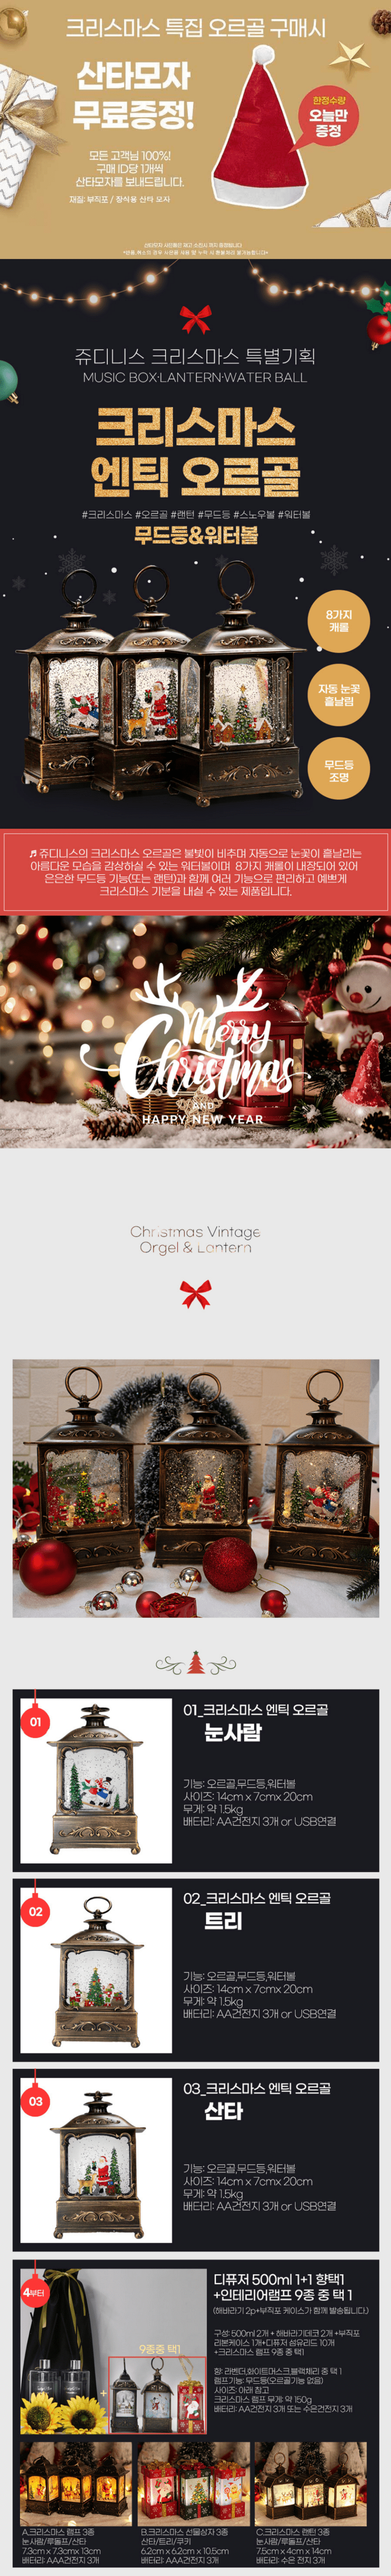 크리스마스 특집 오르골 구매시
산타모자
무료증정!
한정수량
오늘만
증정
모든 고객님 100%!
구매 ID당 1개씩
산타모자를 보내드립니다.
재질: 부직포 / 장식용 산타 모자
쥬디니스 크리스마스 특별기획
MUSIC BOX·LANTERN·WATER BALL
크리스마스
엔틱 오르골
#크리스마스 #오르골 #랜턴 #무드등 #스노우볼 #워터볼
무드등&워터볼
8가지
캐롤
자동 눈꽃
흩날림
무드등
조명
♬ 쥬디니스의 크리스마스 오르골은 불빛이 비추며 자동으로 눈꽃이 흩날리는
아름다운 모습을 감상하실 수 있는 워터볼이며 8가지 캐롤이 내장되어 있어
은은한 무드등 기능(또는 랜턴)과 함께 여러 기능으로 편리하고 예쁘게
크리스마스 기분을 내실 수 있는 제품입니다.
Merry
Christmas
AND
HAPPY NEW YEAR
Christmas Vintage
Orgel & Lantern
01
01_크리스마스 엔틱 오르골
눈사람
기능: 오르골,무드등,워터볼
사이즈: 14cm x 7cmx 20cm
무게: 약 1.5kg
배터리: AA건전지 3개 or USB연결
02
02_크리스마스 엔틱 오르골
트리
기능: 오르골,무드등,워터볼
사이즈: 14cm x 7cmx 20cm
무게: 약 1.5kg
배터리: AA건전지 3개 or USB연결
03
03_크리스마스 엔틱 오르골
산타
기능: 오르골,무드등,워터볼
사이즈: 14cm x 7cmx 20cm
무게: 약 1.5kg
배터리: AA건전지 3개 or USB연결
4부터
디퓨저 500ml 1+1 향택1
+인테리어램프 9종 중 택 1
(해바라기 2p+부직포 케이스가 함께 발송됩니다.)
9종중 택1
구성: 500ml 2개 + 해바라기데코 2개 +부직포
리본케이스 1개+디퓨저 섬유리드 10개
+크리스마스 램프 9종 중 택1
향: 라벤더,화이트머스크,블랙체리 중 택 1
램프기능: 무드등(오르골기능 없음)
사이즈: 아래 참고
크리스마스 램프 무게: 약 150g
배터리: AA건전지 3개 또는 수은건전지 3개
A.크리스마스 램프 3종
눈사람/루돌프/산타
7.3cm x 7.3cmx 13cm
배터리: AAA건전지 3개
B.크리스마스 선물상자 3종
산타/트리/쿠키
6.2cm x 6.2cm x 10.5cm
배터리: AAA건전지 3개
C.크리스마스 랜턴 3종
눈사람/루돌프/산타
7.5cm x 4cm x 14cm
배터리: 수은 전지 3개